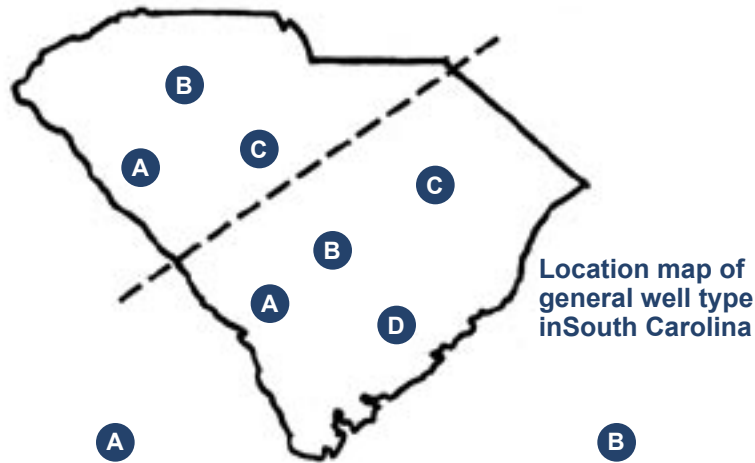 B
C
A
C
B
A
D
Location map of
general well type
inSouth Carolina
A
B